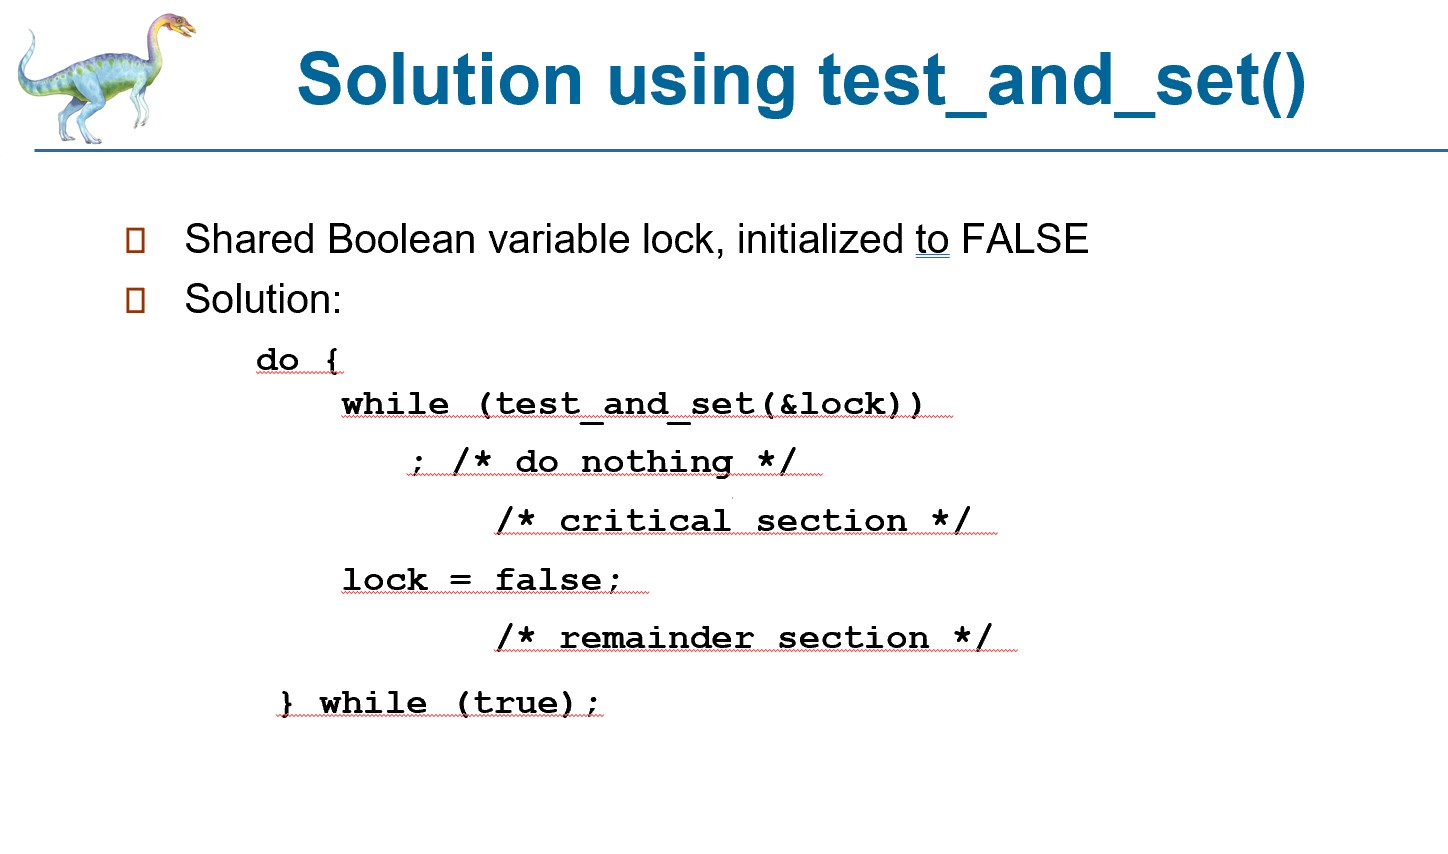 Solution using test_and_set()
Shared Boolean variable lock, initialized to FALSE
Solution:
do {
while (test_and_set(&lock))
; /* do nothing */
/* critical section */
lock = false;
/* remainder section */
} while (true);